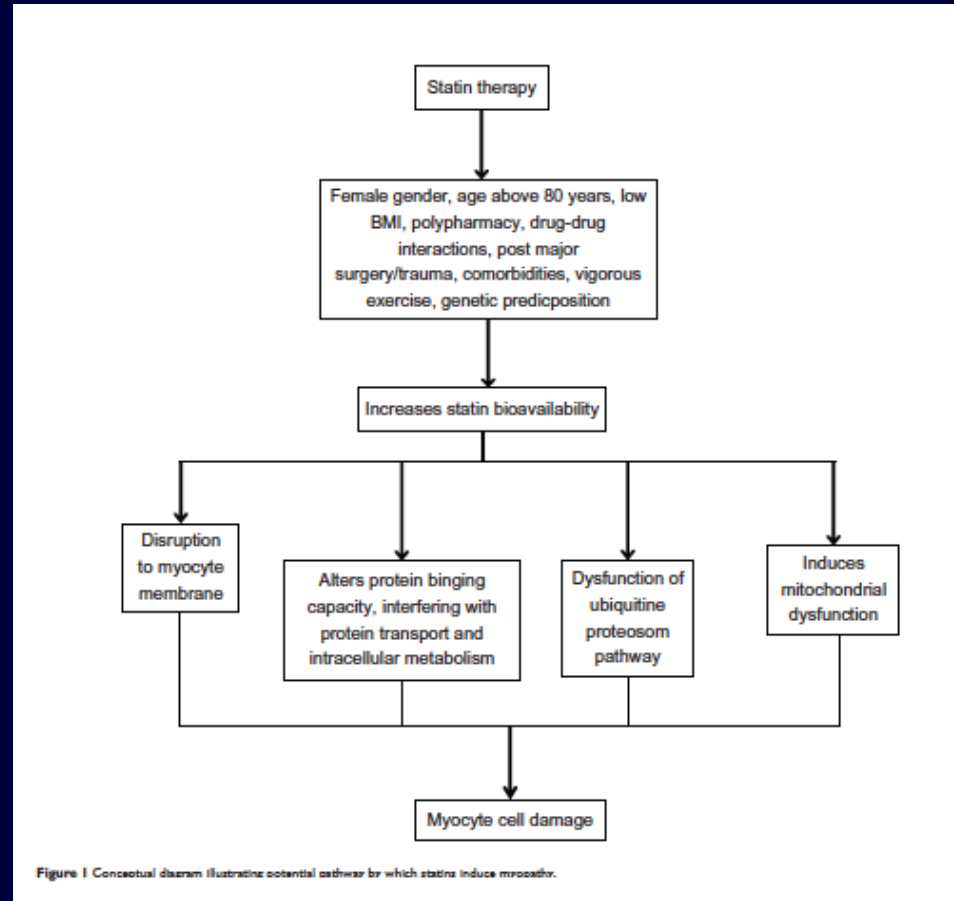 Statin therapy
Female gender, age above 80 years, low
BMI, polypharmacy, drug-drug
interactions, post major
surgery/trauma, comorbidities, vigorous
exercise, genetic predicposition
Increases statin bioavailability
Disruption
to myocyte
membrane
Alters protein binging
capacity, interfering with
protein transport and
intracellular metabolism
Dysfunction of
ubiquitine
proteosom
pathway
Induces
mitochondrial
dysfunction
Myocyte cell damage
Figure 1 Conceptual diagram illustrating potential pathway by which statins induce myopathy.